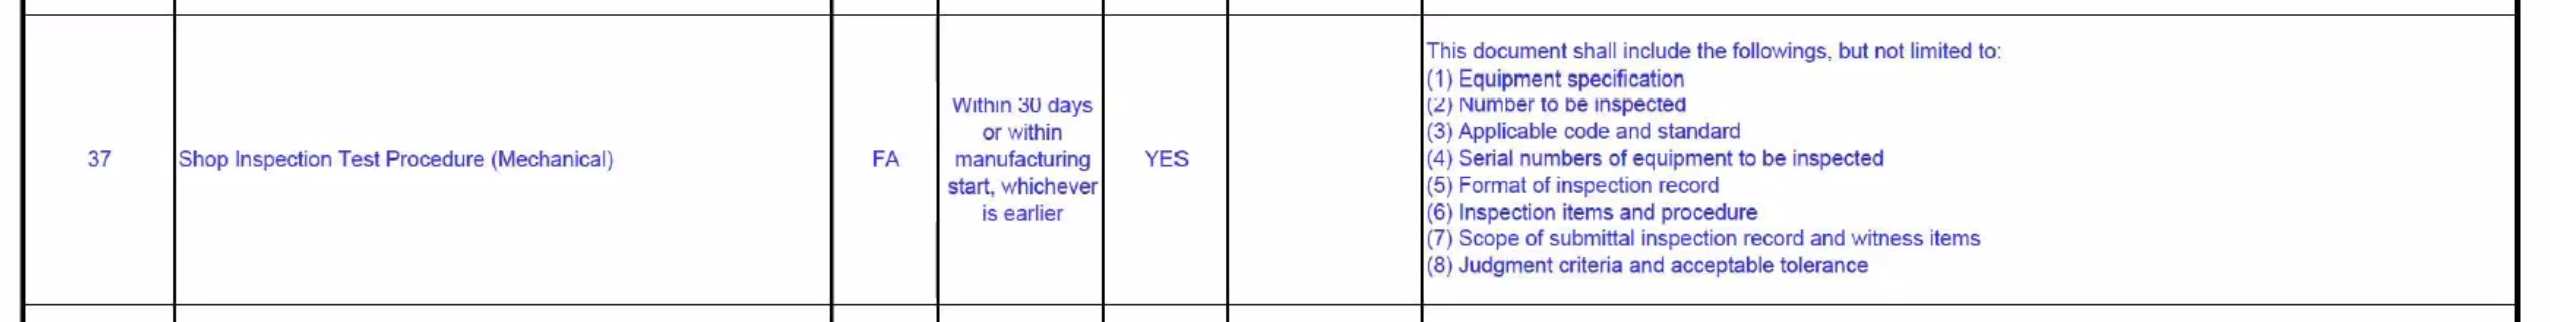 37
Shop Inspection Test Procedure (Mechanical)
FA
Within 30 days
or within
manufacturing
start, whichever
is earlier
YES
This document shall include the followings, but not limited to:
(1) Equipment specification
(2) Number to be inspected
(3) Applicable code and standard
(4) Serial numbers of equipment to be inspected
(5) Format of inspection record
(6) Inspection items and procedure
(7) Scope of submittal inspection record and witness items
(8) Judgment criteria and acceptable tolerance